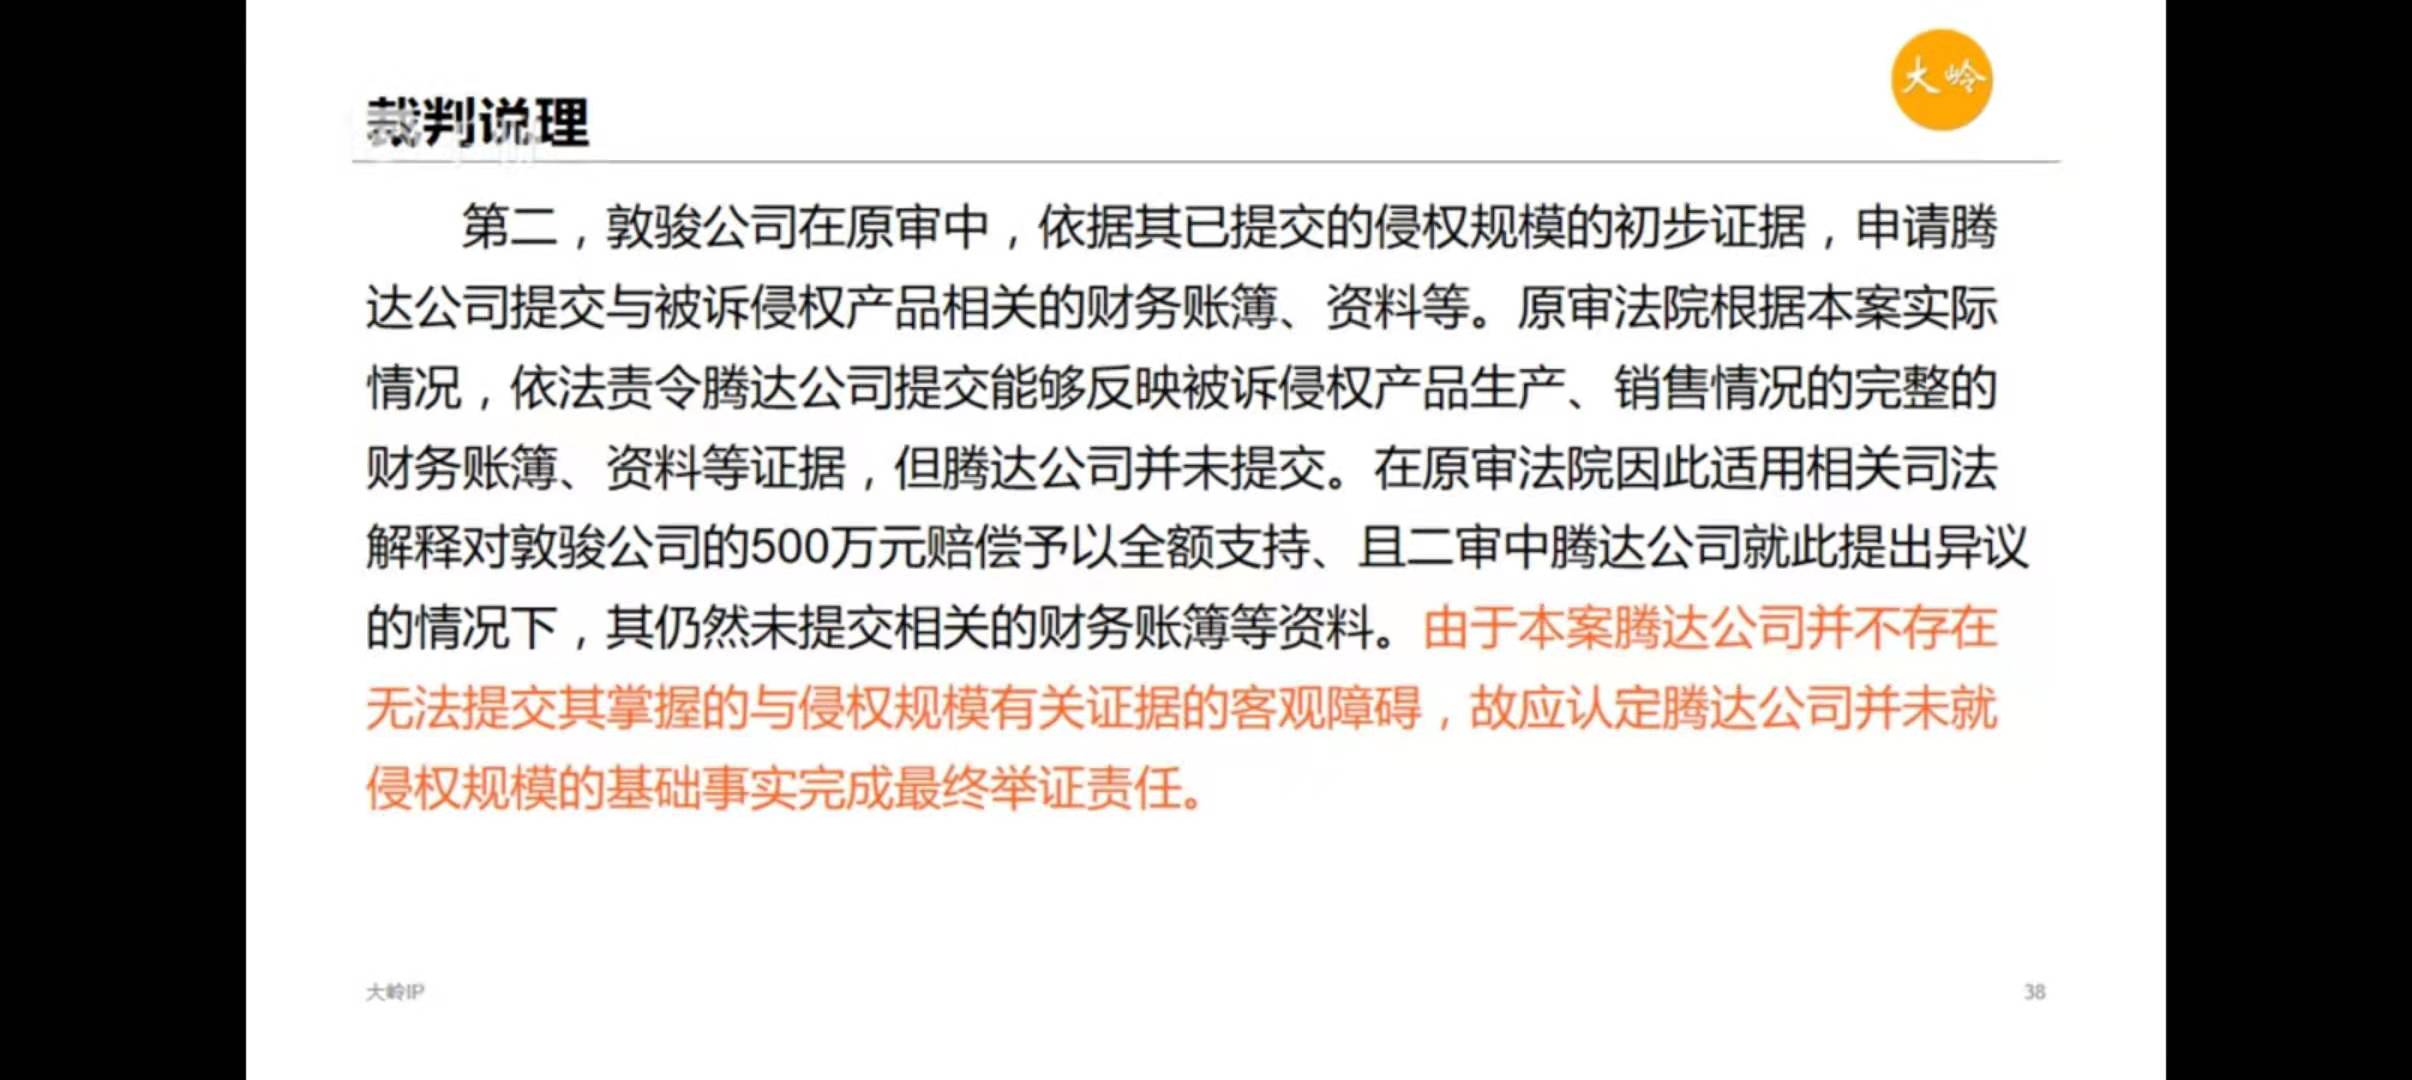 大岭
裁判说理
第二，敦骏公司在原审中，依据其已提交的侵权规模的初步证据，申请腾
达公司提交与被诉侵权产品相关的财务账簿、资料等。原审法院根据本案实际
情况，依法责令腾达公司提交能够反映被诉侵权产品生产、销售情况的完整的
财务账簿、资料等证据，但腾达公司并未提交。在原审法院因此适用相关司法
解释对敦骏公司的500万元赔偿予以全额支持、且二审中腾达公司就此提出异议
的情况下，其仍然未提交相关的财务账簿等资料。由于本案腾达公司并不存在
无法提交其掌握的与侵权规模有关证据的客观障碍，故应认定腾达公司并未就
侵权规模的基础事实完成最终举证责任。
大岭IP
38